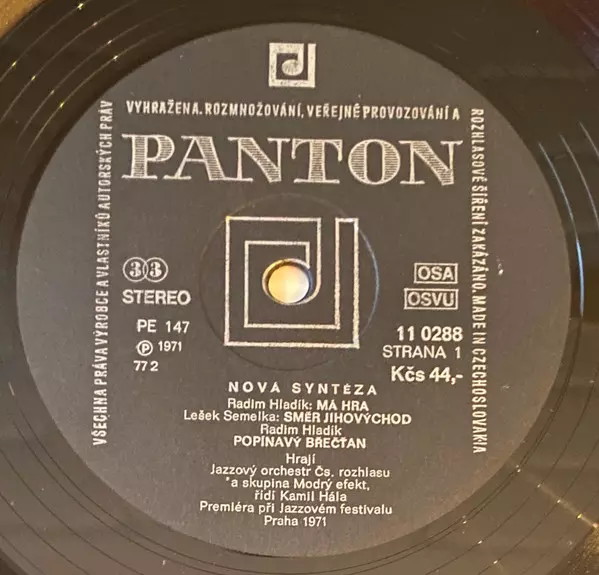 VŠECHNA PRÁVA VÝROBCE A VLASTNÍKŮ AUTORSKÝCH PRÁV
VYHRAŽENA. ROZMNOŽOVÁNÍ, VEŘEJNÉ PROVOZOVÁNÍ A
ROZHLASOVÉ ŠÍŘENÍ ZAKÁZÁNO. MADE IN CZECHOSLOVAKIA
PANTON
33
STEREO
PE 147
Ⓟ 1971
77 2
OSA
OSVU
11 0288
STRANA 1
Kčs 44,-
NOVÁ SYNTÉZA
Radim Hladík: MÁ HRA
Lešek Semelka: SMĚR JIHOVÝCHOD
Radim Hladík
POPÍNAVÝ BŘEČŤAN
Hrají
Jazzový orchestr Čs. rozhlasu
a skupina Modrý efekt,
řídí Kamil Hála
Premiéra při Jazzovém festivalu
Praha 1971